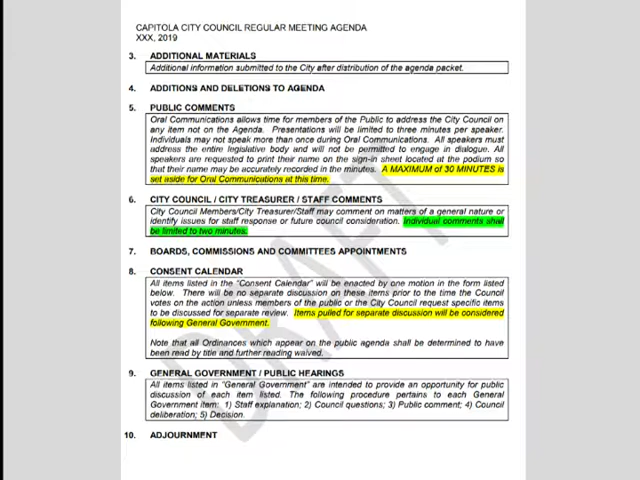 CAPITOLA CITY COUNCIL REGULAR MEETING AGENDA
XXX, 2019
3. ADDITIONAL MATERIALS
Additional information submitted to the City after distribution of the agenda packet.
4. ADDITIONS AND DELETIONS TO AGENDA
5. PUBLIC COMMENTS
Oral Communications allows time for members of the Public to address the City Council on
any item not on the Agenda. Presentations will be limited to three minutes per speaker.
Individuals may not speak more than once during Oral Communications. All speakers must
address the entire legislative body and will not be permitted to engage in dialogue. All
speakers are requested to print their name on the sign-in sheet located at the podium so
that their name may be accurately recorded in the minutes. A MAXIMUM of 30 MINUTES is
set aside for Oral Communications at this time.
6. CITY COUNCIL / CITY TREASURER / STAFF COMMENTS
City Council Members/City Treasurer/Staff may comment on matters of a general nature or
identify issues for staff response or future council consideration. Individual comments shall
be limited to two minutes.
7. BOARDS, COMMISSIONS AND COMMITTEES APPOINTMENTS
8. CONSENT CALENDAR
All items listed in the "Consent Calendar" will be enacted by one motion in the form listed
below. There will be no separate discussion on these items prior to the time the Council
votes on the action unless members of the public or the City Council request specific items
to be discussed for separate review. Items pulled for separate discussion will be considered
following General Government.
Note that all Ordinances which appear on the public agenda shall be determined to have
been read by title and further reading waived.
9. GENERAL GOVERNMENT / PUBLIC HEARINGS
All items listed in "General Government" are intended to provide an opportunity for public
discussion of each item listed. The following procedure pertains to each General
Government item: 1) Staff explanation; 2) Council questions; 3) Public comment; 4) Council
deliberation; 5) Decision.
10. ADJOURNMENT
DRAFT